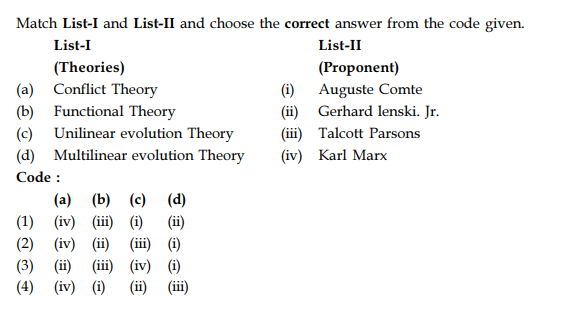 Match List-I and List-II and choose the correct answer from the code given.
List-I List-II
(Theories) (Proponent)
(a) Conflict Theory (i) Auguste Comte
(b) Functional Theory (ii) Gerhard lenski. Jr.
(c) Unilinear evolution Theory (iii) Talcott Parsons
(d) Multilinear evolution Theory (iv) Karl Marx
Code :
(a) (b) (c) (d)
(1) (iv) (iii) (i) (ii)
(2) (iv) (ii) (iii) (i)
(3) (ii) (iii) (iv) (i)
(4) (iv) (i) (ii) (iii)